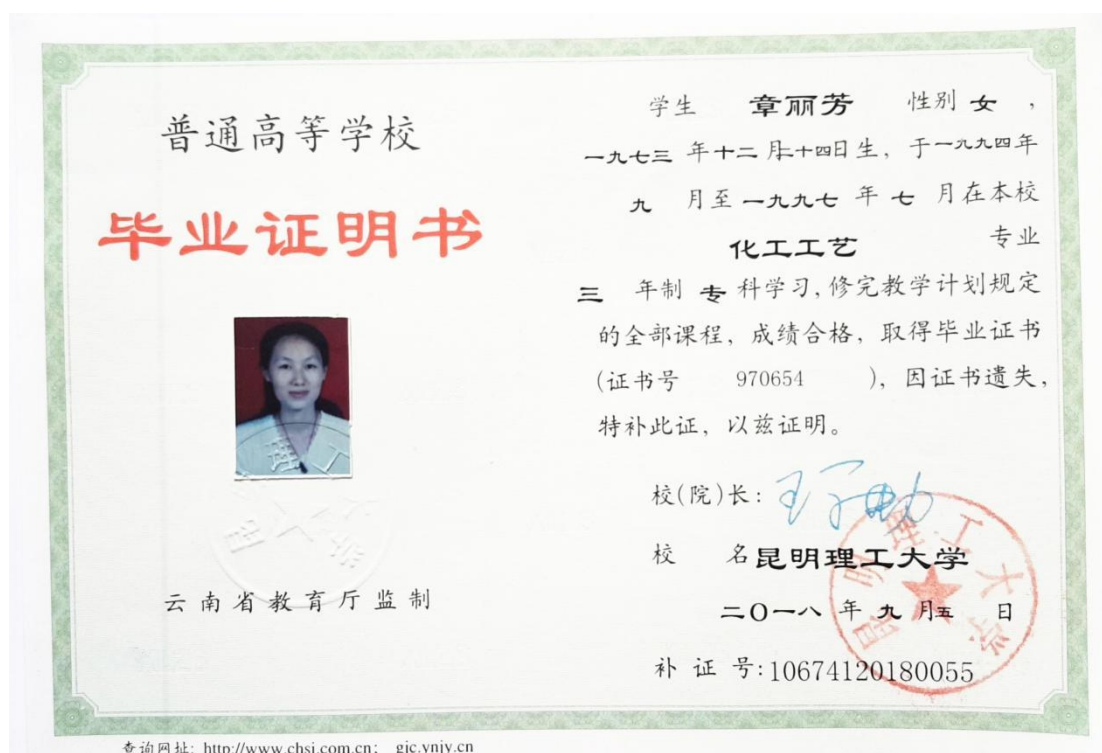 普通高等学校
毕业证明书
云南省教育厅监制
学生 章丽芳 性别 女 ，
一九七三 年十二 月二十四日生，于一九九四年
九 月至 一九九七 年 七 月在本校
化工工艺 专业
三 年制 专 科学习，修完教学计划规定
的全部课程，成绩合格，取得毕业证书
(证书号 970654 )，因证书遗失，
特补此证，以兹证明。
校(院)长：
校 名 昆明理工大学
二〇一八 年 九 月五 日
补 证 号：10674120180055
昆明理工大学
查询网址: http://www.chsi.com.cn; gjc.ynjy.cn